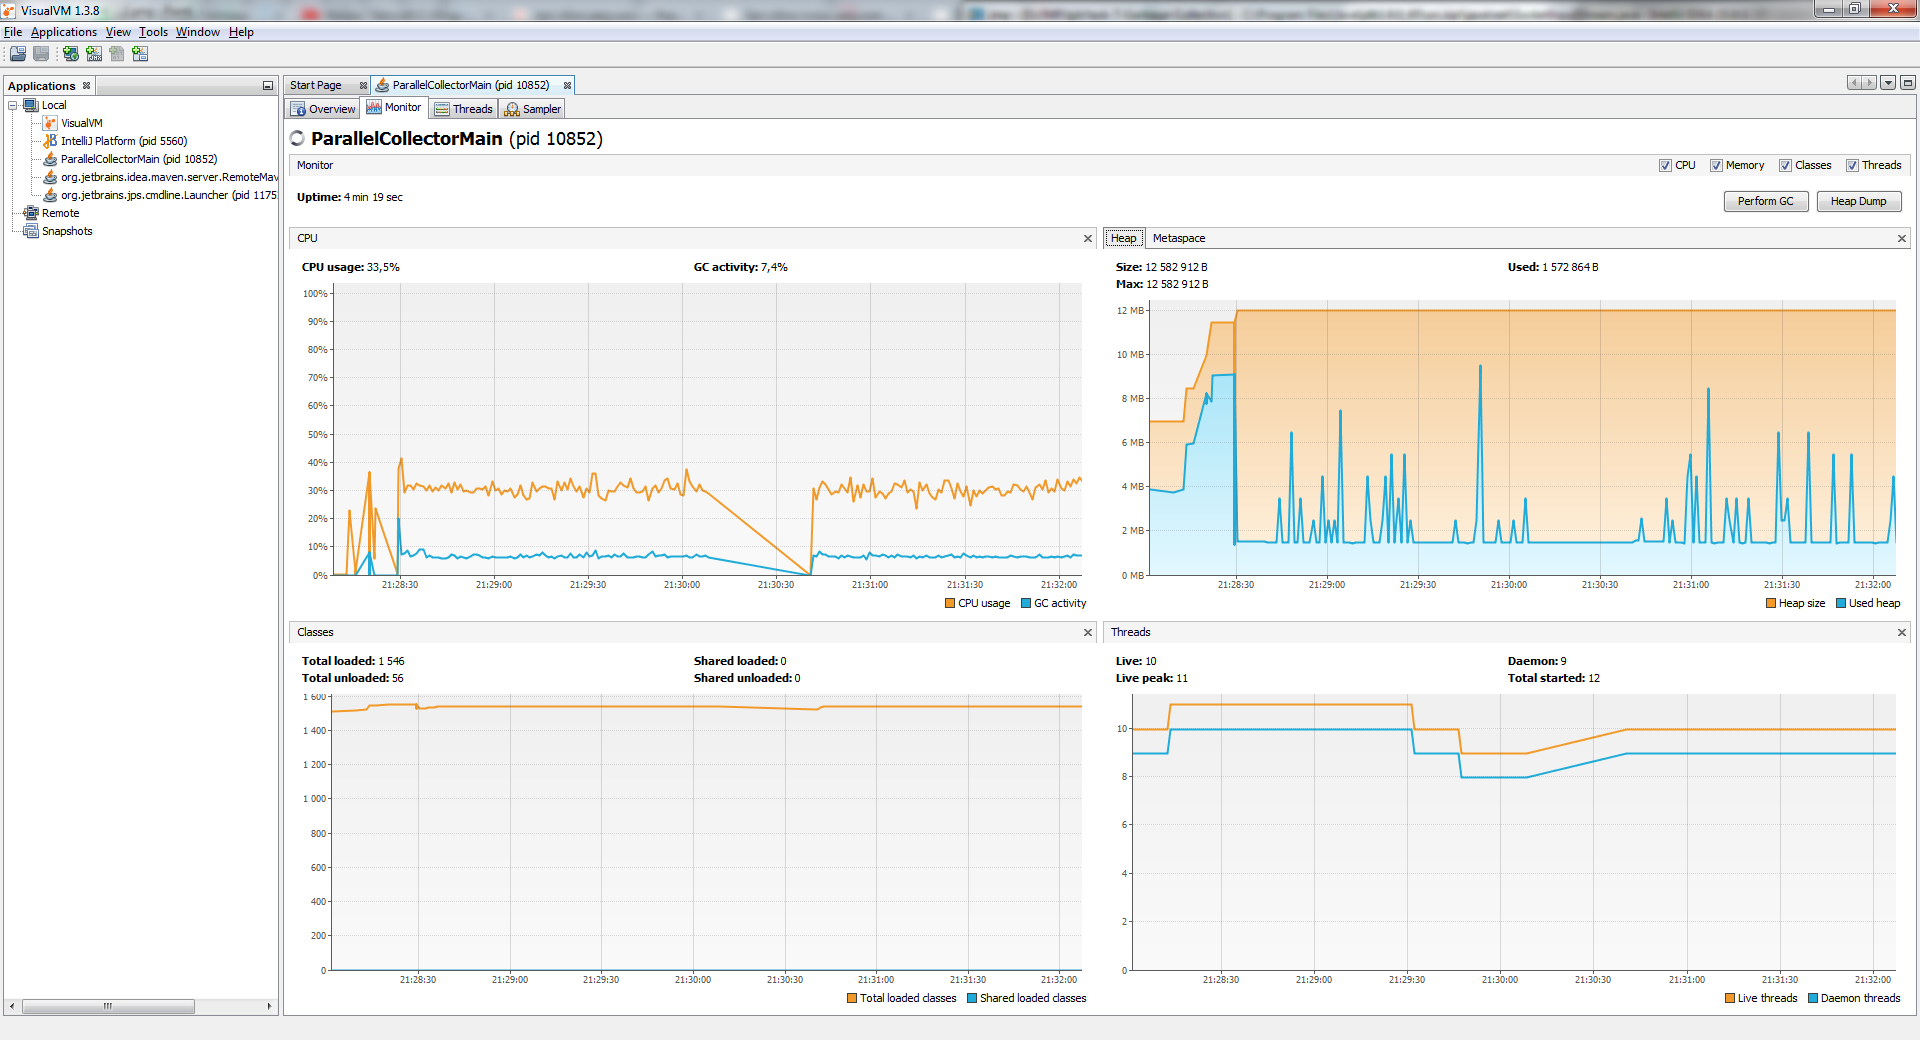 VisualVM 1.3.8
File Applications View Tools Window Help
Applications
Local
VisualVM
IntelliJ Platform (pid 5560)
ParallelCollectorMain (pid 10852)
org.jetbrains.idea.maven.server.RemoteMav
org.jetbrains.jps.cmdline.Launcher (pid 1175
Remote
Snapshots
Start Page ParallelCollectorMain (pid 10852)
Overview Monitor Threads Sampler
ParallelCollectorMain (pid 10852)
Monitor CPU Memory Classes Threads
Uptime: 4 min 19 sec
Perform GC Heap Dump
CPU
CPU usage: 33,5% GC activity: 7,4%
100%
90%
80%
70%
60%
50%
40%
30%
20%
10%
0%
21:28:30 21:29:00 21:29:30 21:30:00 21:30:30 21:31:00 21:31:30 21:32:00
CPU usage GC activity
Heap Metaspace
Size: 12 582 912 B Used: 1 572 864 B
Max: 12 582 912 B
12 MB
10 MB
8 MB
6 MB
4 MB
2 MB
0 MB
21:28:30 21:29:00 21:29:30 21:30:00 21:30:30 21:31:00 21:31:30 21:32:00
Heap size Used heap
Classes
Total loaded: 1 546 Shared loaded: 0
Total unloaded: 56 Shared unloaded: 0
1 600
1 400
1 200
1 000
800
600
400
200
0
21:28:30 21:29:00 21:29:30 21:30:00 21:30:30 21:31:00 21:31:30 21:32:00
Total loaded classes Shared loaded classes
Threads
Live: 10 Daemon: 9
Live peak: 11 Total started: 12
10
8
6
4
2
0
21:28:30 21:29:00 21:29:30 21:30:00 21:30:30 21:31:00 21:31:30 21:32:00
Live threads Daemon threads